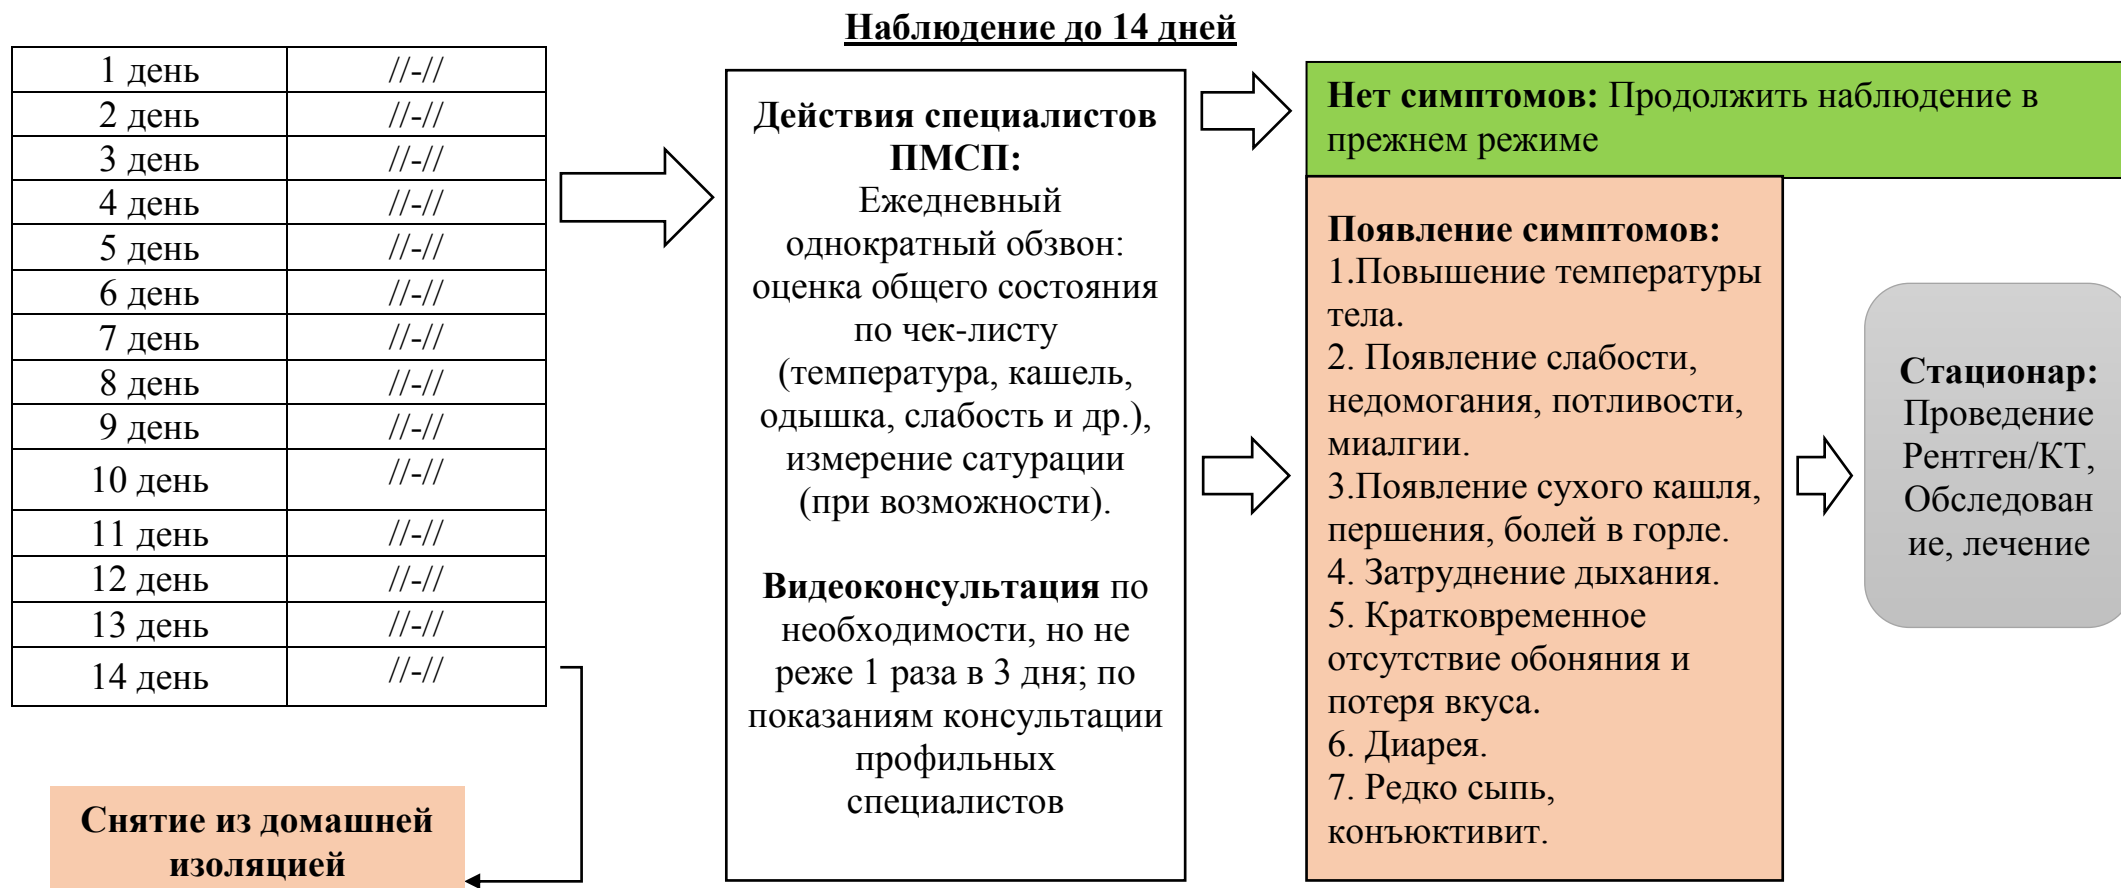 Наблюдение до 14 дней
1 день //-//
2 день //-//
3 день //-//
4 день //-//
5 день //-//
6 день //-//
7 день //-//
8 день //-//
9 день //-//
10 день //-//
11 день //-//
12 день //-//
13 день //-//
14 день //-//
Снятие из домашней
изоляцией
Действия специалистов
ПМСП:
Ежедневный
однократный обзвон:
оценка общего состояния
по чек-листу
(температура, кашель,
одышка, слабость и др.),
измерение сатурации
(при возможности).
Видеоконсультация по
необходимости, но не
реже 1 раза в 3 дня; по
показаниям консультации
профильных
специалистов
Нет симптомов: Продолжить наблюдение в
прежнем режиме
Появление симптомов:
1.Повышение температуры
тела.
2. Появление слабости,
недомогания, потливости,
миалгии.
3.Появление сухого кашля,
першения, болей в горле.
4. Затруднение дыхания.
5. Кратковременное
отсутствие обоняния и
потеря вкуса.
6. Диарея.
7. Редко сыпь,
конъюктивит.
Стационар:
Проведение
Рентген/КТ,
Обследован
ие, лечение